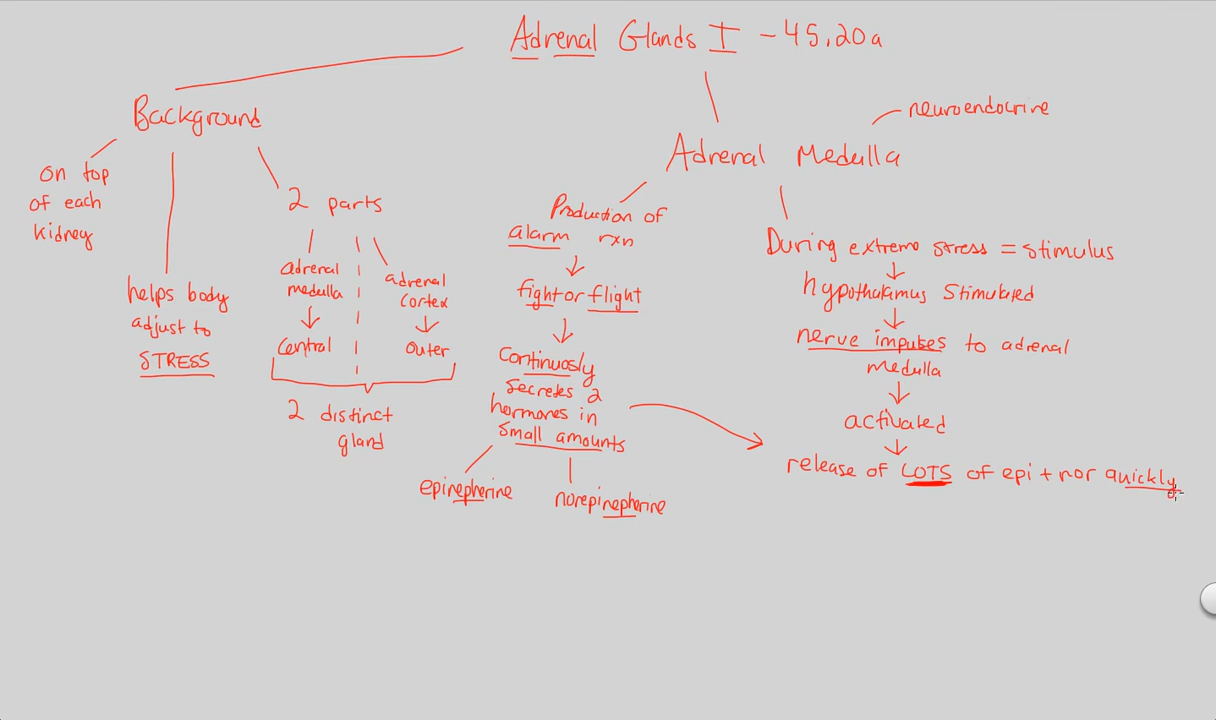 Adrenal Glands I - 45.20a
Background
on top
of each
kidney
helps body
adjust to
STRESS
2 parts
adrenal
medulla
central
adrenal
cortex
outer
2 distinct
gland
neuroendocrine
Adrenal Medulla
Production of
alarm rxn
fight or flight
Continuosly
secretes 2
hormones in
small amounts
epinepherine
norepinepherine
During extreme stress = stimulus
hypothalamus stimulated
nerve impulses to adrenal
medulla
activated
release of LOTS of epi + nor quickly